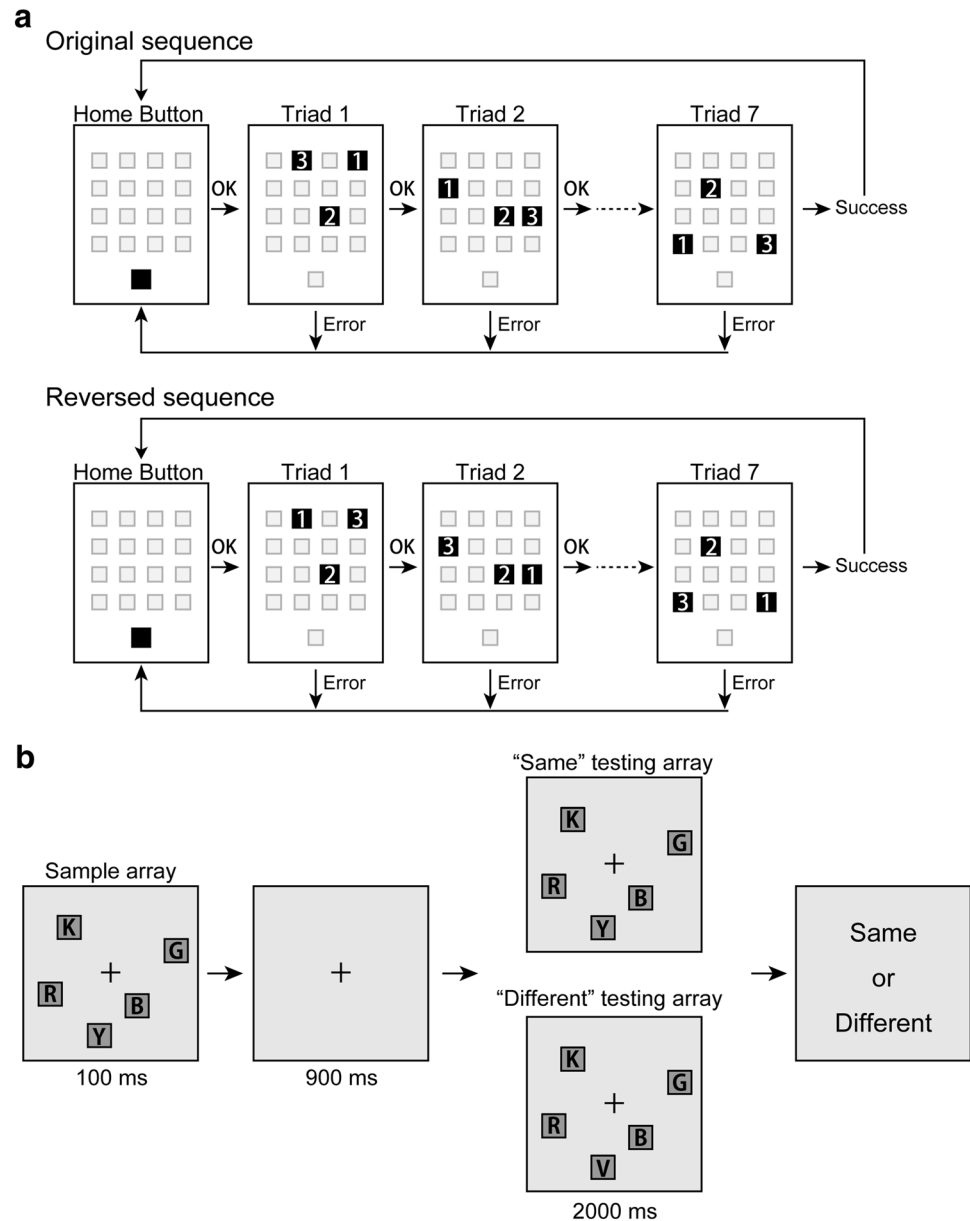 a
Original sequence
Home Button Triad 1 Triad 2 Triad 7
3 1
OK OK 1 OK 2
2 2 3 Success
1 3
Error Error Error
Reversed sequence
Home Button Triad 1 Triad 2 Triad 7
1 3
OK OK 3 OK 2
2 2 1 Success
3 1
Error Error Error
b
"Same" testing array
K
G
+
R
B
Y
Sample array
K
G
+
R
B
Y
100 ms
+
900 ms
"Different" testing array
K
G
+
R
B
V
2000 ms
Same
or
Different